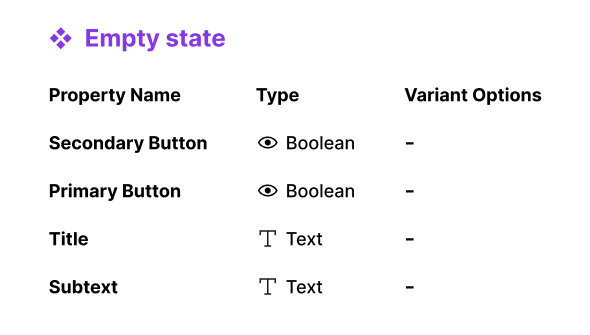 Empty state
Property Name Type Variant Options
Secondary Button Boolean –
Primary Button Boolean –
Title Text –
Subtext Text –